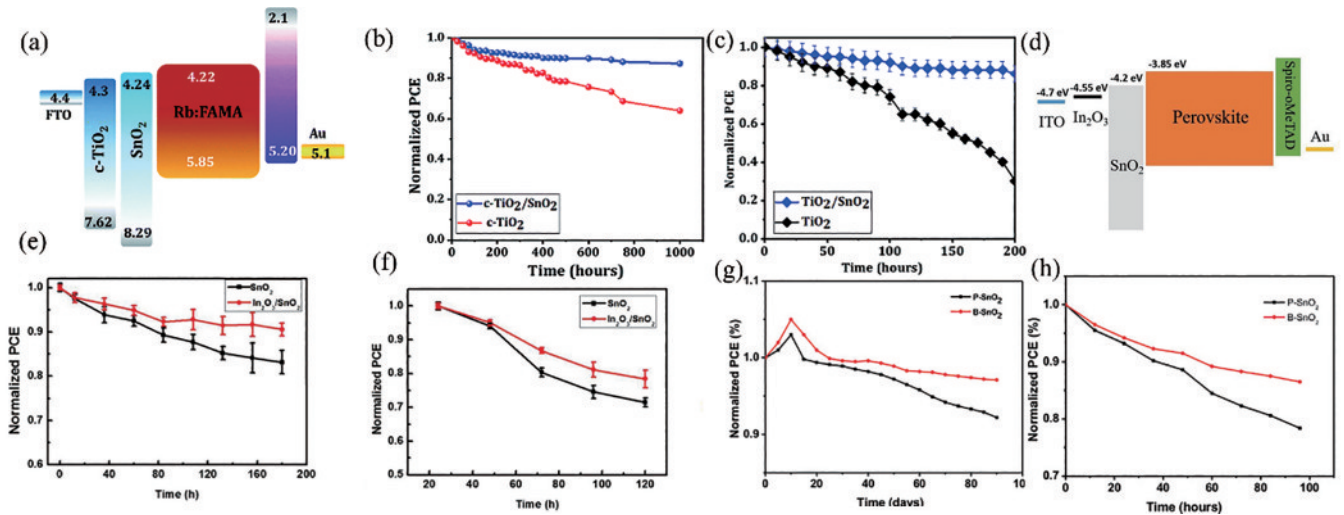 (a)
2.1
4.4
FTO
4.3
c-TiO₂
7.62
4.24
SnO₂
8.29
4.22
Rb:FAMA
5.85
5.20
Au
5.1
(b)
Normalized PCE
1.0
0.8
0.6
0.4
0.2
0.0
c-TiO₂/SnO₂
c-TiO₂
0 200 400 600 800 1000
Time (hours)
(c)
Normalized PCE
1.0
0.8
0.6
0.4
0.2
0.0
TiO₂/SnO₂
TiO₂
0 50 100 150 200
Time (hours)
(d)
-4.7 eV
ITO
-4.55 eV
In₂O₃
-4.2 eV
SnO₂
-3.85 eV
Perovskite
Spiro-oMeTAD
Au
(e)
Normalized PCE
1.0
0.9
0.8
0.7
0.6
SnO₂
In₂O₃/SnO₂
0 40 80 120 160 200
Time (h)
(f)
Normalized PCE
1.0
0.9
0.8
0.7
0.6
0.5
SnO₂
In₂O₃/SnO₂
20 40 60 80 100 120
Time (h)
(g)
Normalized PCE (%)
1.1
1.0
0.9
P-SnO₂
B-SnO₂
0 20 40 60 80
Time (days)
(h)
Normalized PCE (%)
1.0
0.9
0.8
0.7
P-SnO₂
B-SnO₂
0 20 40 60 80 100
Time (hours)